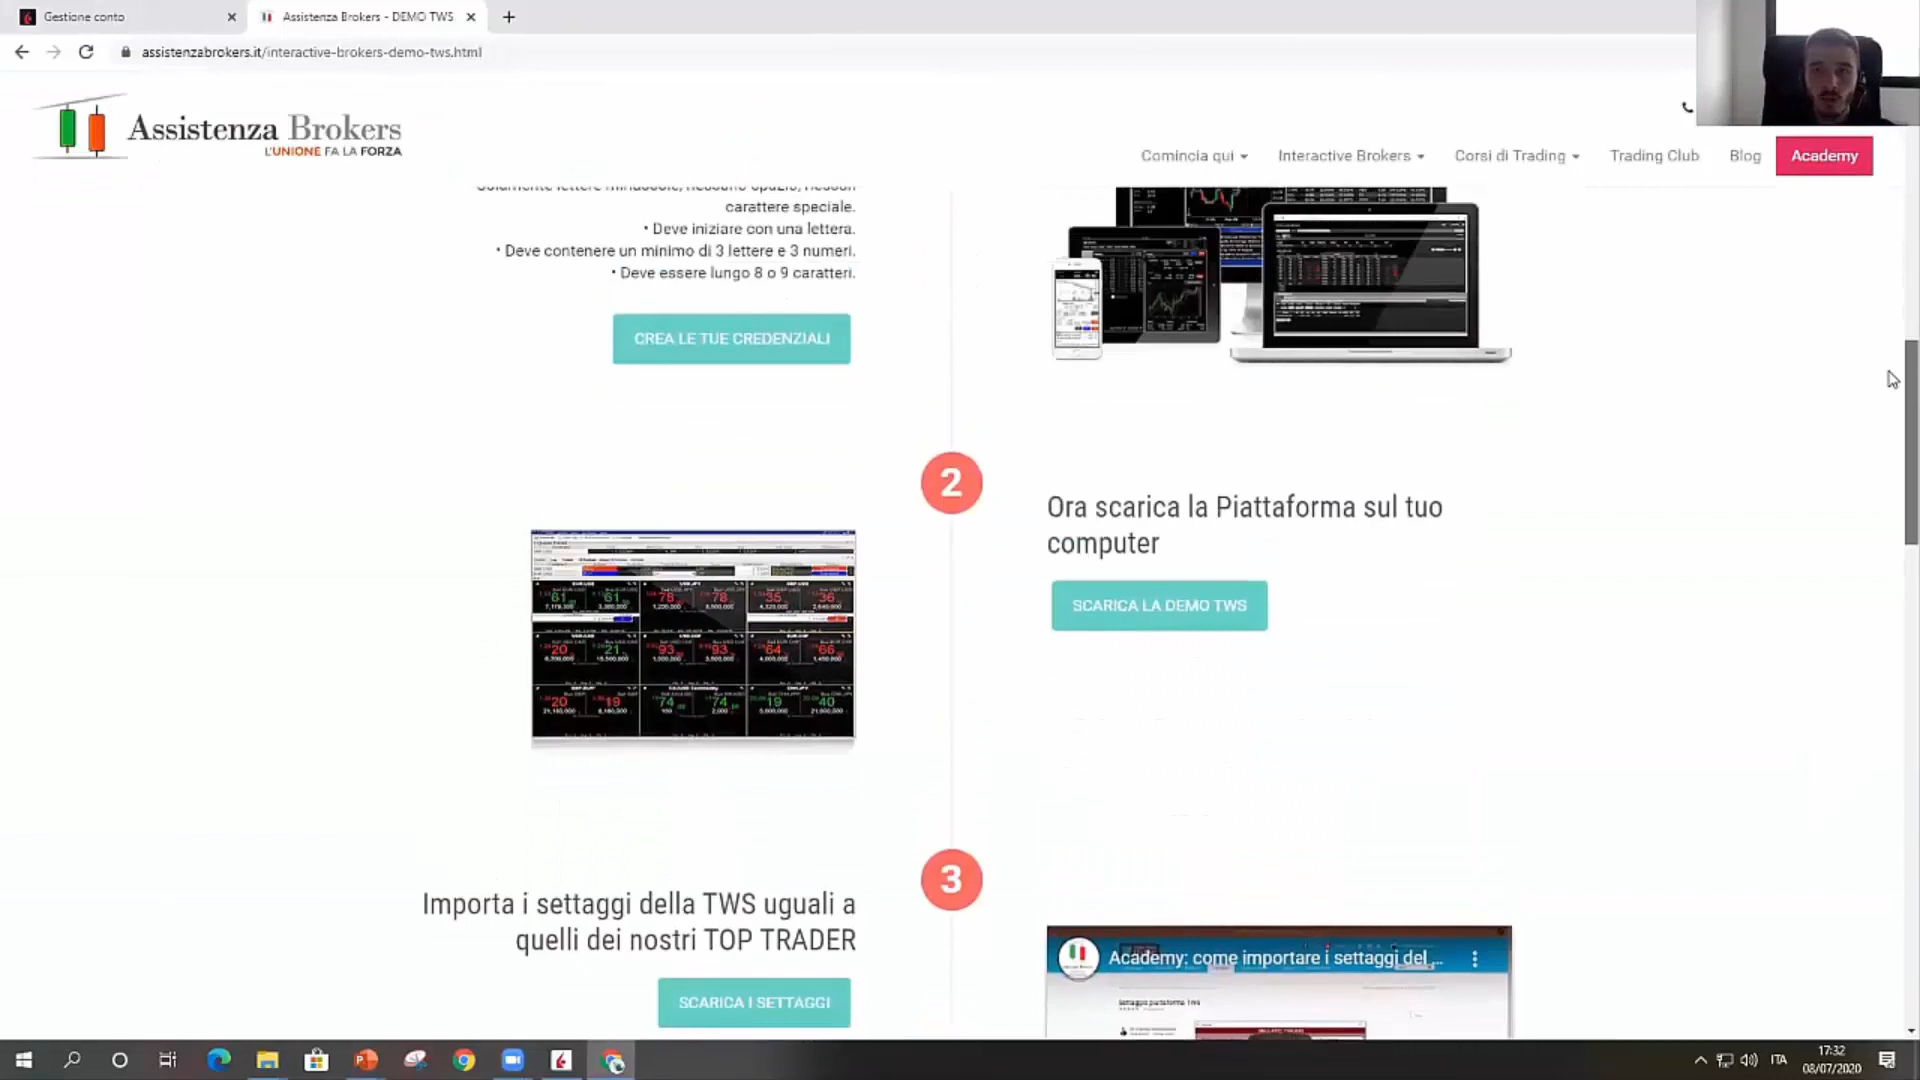 Gestione conto
Assistenza Brokers - DEMO TWS
assistenzabrokers.it/interactive-brokers-demo-tws.html
Assistenza Brokers
L'UNIONE FA LA FORZA
Comincia qui
Interactive Brokers
Corsi di Trading
Trading Club
Blog
Academy
carattere speciale.
• Deve iniziare con una lettera.
• Deve contenere un minimo di 3 lettere e 3 numeri.
• Deve essere lungo 8 o 9 caratteri.
CREA LE TUE CREDENZIALI
2
Ora scarica la Piattaforma sul tuo
computer
SCARICA LA DEMO TWS
3
Importa i settaggi della TWS uguali a
quelli dei nostri TOP TRADER
SCARICA I SETTAGGI
Academy: come importare i settaggi del ...
ITA
17:32
08/07/2020